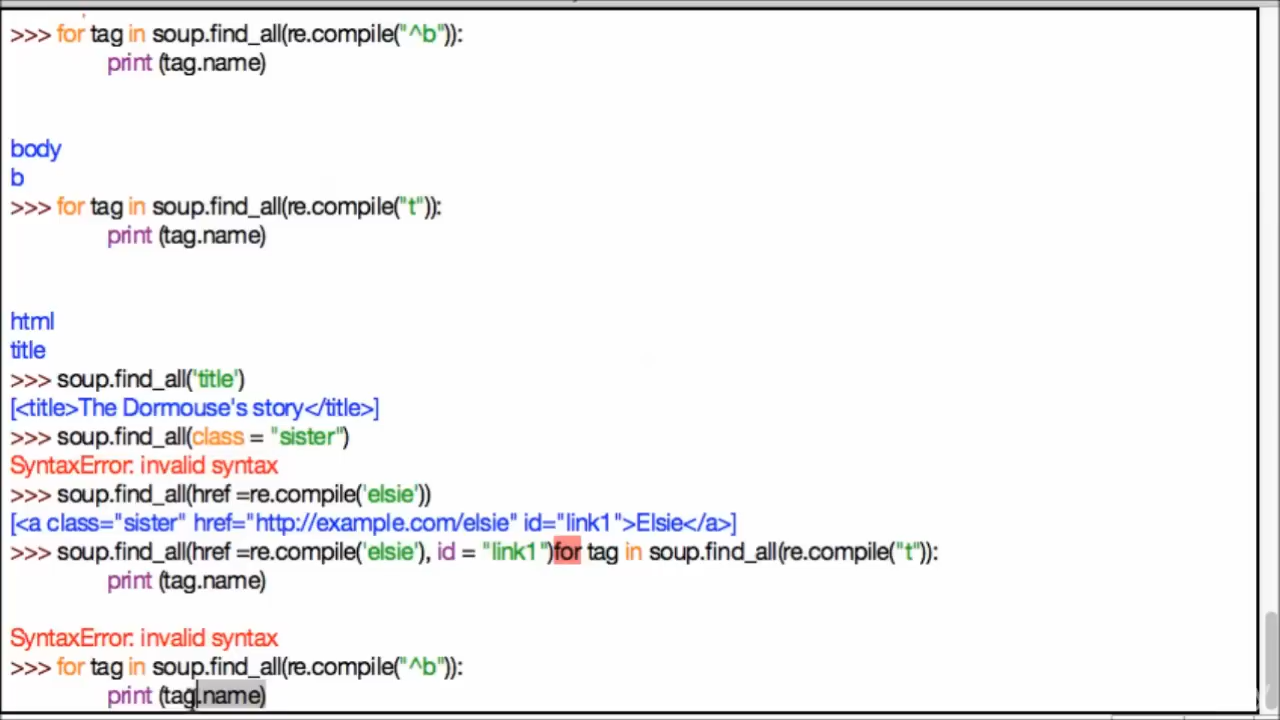 >>> for tag in soup.find_all(re.compile("^b")):
print (tag.name)
body
b
>>> for tag in soup.find_all(re.compile("t")):
print (tag.name)
html
title
>>> soup.find_all('title')
[<title>The Dormouse's story</title>]
>>> soup.find_all(class = "sister")
SyntaxError: invalid syntax
>>> soup.find_all(href =re.compile('elsie'))
[<a class="sister" href="http://example.com/elsie" id="link1">Elsie</a>]
>>> soup.find_all(href =re.compile('elsie'), id = "link1")for tag in soup.find_all(re.compile("t")):
print (tag.name)
SyntaxError: invalid syntax
>>> for tag in soup.find_all(re.compile("^b")):
print (tag.name)